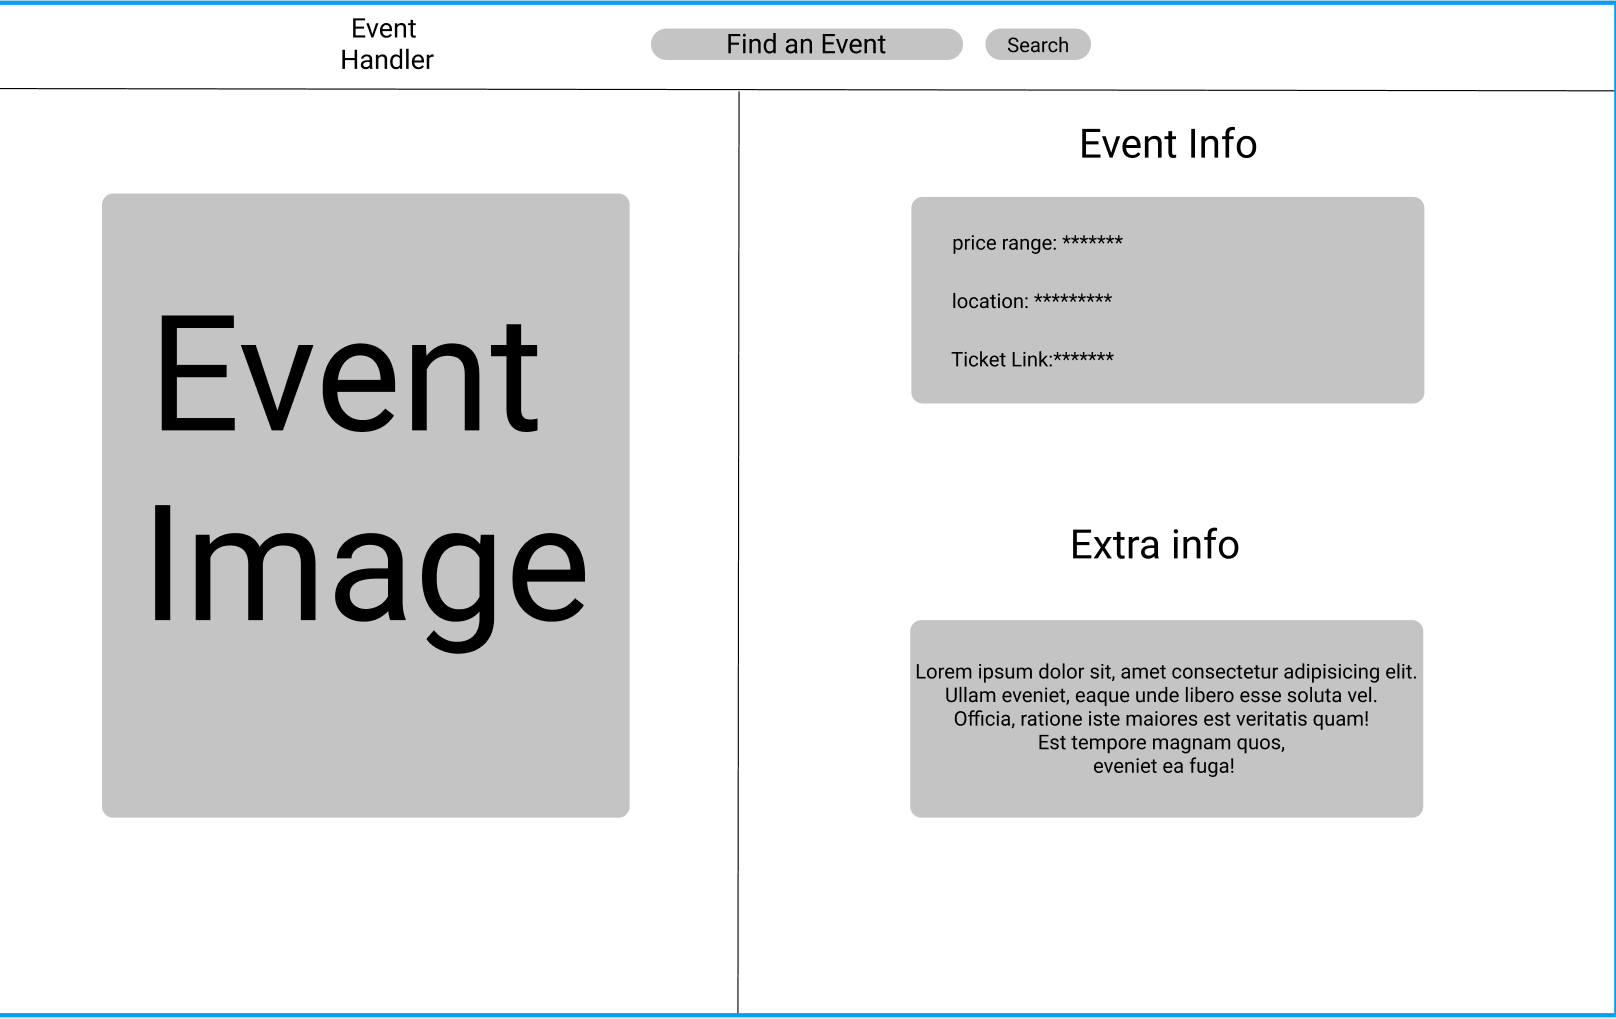 Event
Handler
Find an Event
Search
Event
Image
Event Info
price range: *******
location: *********
Ticket Link:*******
Extra info
Lorem ipsum dolor sit, amet consectetur adipisicing elit.
Ullam eveniet, eaque unde libero esse soluta vel.
Officia, ratione iste maiores est veritatis quam!
Est tempore magnam quos,
eveniet ea fuga!